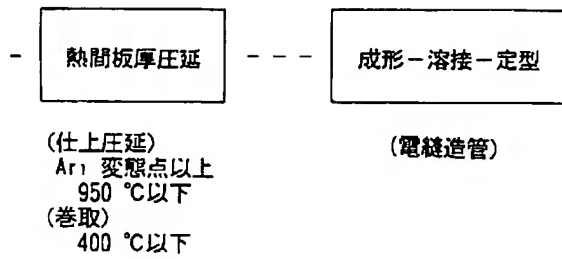 熱間板厚圧延
成形－溶接－定型
(仕上圧延)
Ar₁ 変態点以上
950 ℃以下
(巻取)
400 ℃以下
(電縫造管)